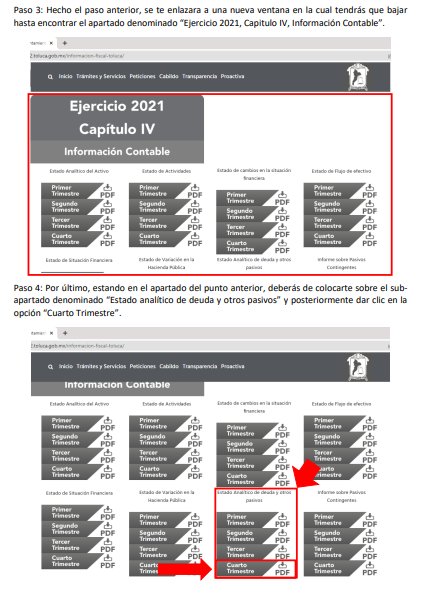 Paso 3: Hecho el paso anterior, se te enlazara a una nueva ventana en la cual tendrás que bajar
hasta encontrar el apartado denominado “Ejercicio 2021, Capitulo IV, Información Contable”.
2.toluca.gob.mx/informacion-fiscal-toluca/
Inicio Trámites y Servicios Peticiones Cabildo Transparencia Proactiva
Ejercicio 2021
Capítulo IV
Información Contable
Estado Analítico del Activo
Primer Trimestre PDF
Segundo Trimestre PDF
Tercer Trimestre PDF
Cuarto Trimestre PDF
Estado de Actividades
Primer Trimestre PDF
Segundo Trimestre PDF
Tercer Trimestre PDF
Cuarto Trimestre PDF
Estado de cambios en la situación
financiera
Primer Trimestre PDF
Segundo Trimestre PDF
Tercer Trimestre PDF
Cuarto Trimestre PDF
Estado de Flujo de efectivo
Primer Trimestre PDF
Segundo Trimestre PDF
Tercer Trimestre PDF
Cuarto Trimestre PDF
Estado de Situación Financiera
Estado de Variación en la
Hacienda Pública
Estado Analítico de deuda y otros
pasivos
Informe sobre Pasivos
Contingentes
Paso 4: Por último, estando en el apartado del punto anterior, deberás de colocarte sobre el sub-
apartado denominado “Estado analítico de deuda y otros pasivos” y posteriormente dar clic en la
opción “Cuarto Trimestre”.
2.toluca.gob.mx/informacion-fiscal-toluca/
Inicio Trámites y Servicios Peticiones Cabildo Transparencia Proactiva
Información Contable
Estado Analítico del Activo
Primer Trimestre PDF
Segundo Trimestre PDF
Tercer Trimestre PDF
Cuarto Trimestre PDF
Estado de Actividades
Primer Trimestre PDF
Segundo Trimestre PDF
Tercer Trimestre PDF
Cuarto Trimestre PDF
Estado de cambios en la situación
financiera
Primer Trimestre PDF
Segundo Trimestre PDF
Tercer Trimestre PDF
Cuarto Trimestre PDF
Estado de Flujo de efectivo
Primer Trimestre PDF
Segundo Trimestre PDF
Tercer Trimestre PDF
Cuarto Trimestre PDF
Estado de Situación Financiera
Primer Trimestre PDF
Segundo Trimestre PDF
Tercer Trimestre PDF
Cuarto Trimestre PDF
Estado de Variación en la
Hacienda Pública
Primer Trimestre PDF
Segundo Trimestre PDF
Tercer Trimestre PDF
Cuarto PDF
Estado Analítico de deuda y otros
pasivos
Primer Trimestre PDF
Segundo Trimestre PDF
Tercer Trimestre PDF
Cuarto Trimestre PDF
Informe sobre Pasivos
Contingentes
Primer Trimestre PDF
Segundo Trimestre PDF
Tercer Trimestre PDF
Cuarto Trimestre PDF